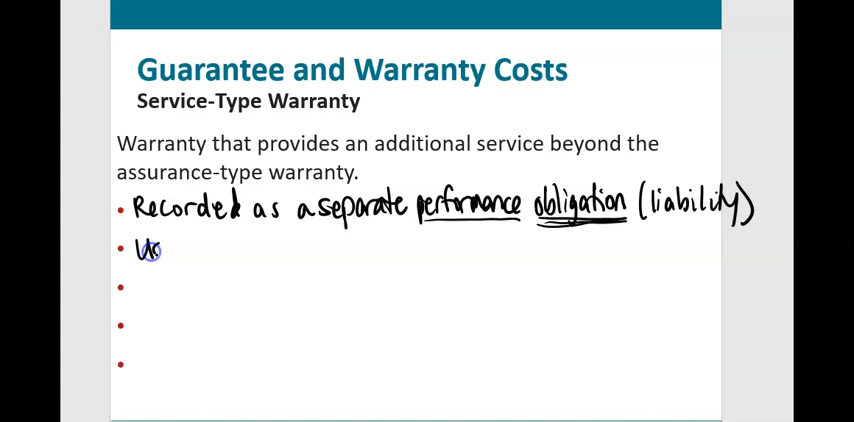 Guarantee and Warranty Costs
Service-Type Warranty
Warranty that provides an additional service beyond the
assurance-type warranty.
• Recorded as a separate performance obligation (liability)
•
•
•
•